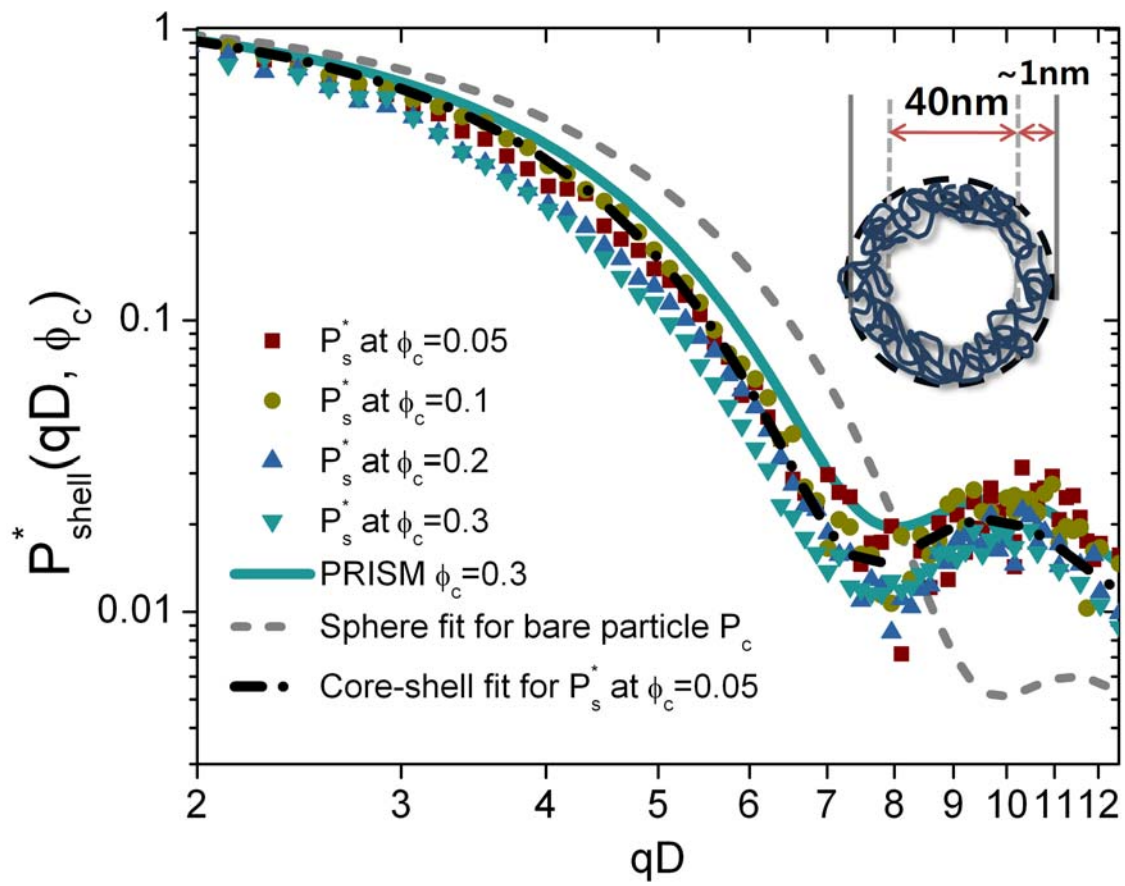 P*shell(qD, ϕc)
1
0.1
0.01
~1nm
40nm
P*s at ϕc=0.05
P*s at ϕc=0.1
P*s at ϕc=0.2
P*s at ϕc=0.3
PRISM ϕc=0.3
Sphere fit for bare particle Pc
Core-shell fit for P*s at ϕc=0.05
2 3 4 5 6 7 8 9 10 11 12
qD